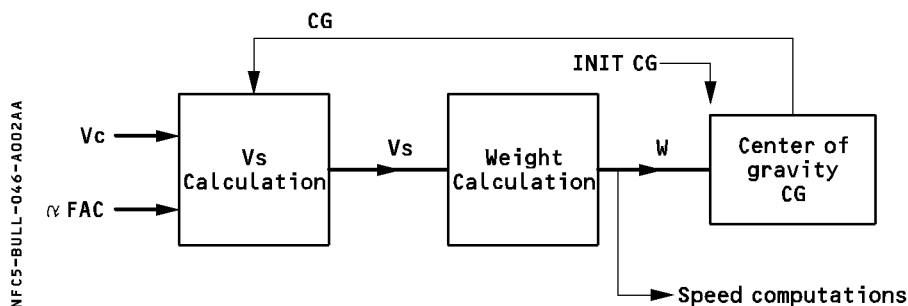 CG
INIT CG
Vc
Vs
Calculation
Vs
Weight
Calculation
W
Center of
gravity
CG
α FAC
Speed computations
NFC5-BULL-046-A002AA